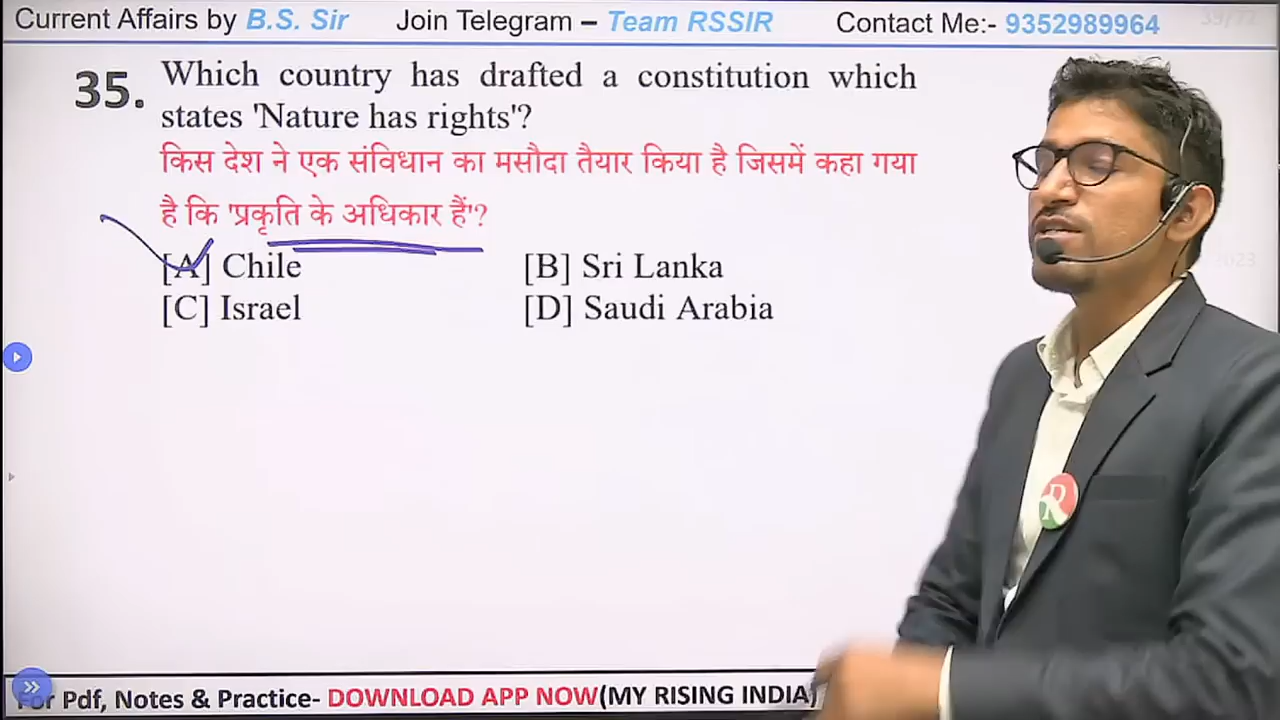 Current Affairs by B.S. Sir Join Telegram – Team RSSIR Contact Me:- 9352989964
35. Which country has drafted a constitution which
states 'Nature has rights'?
किस देश ने एक संविधान का मसौदा तैयार किया है जिसमें कहा गया
है कि 'प्रकृति के अधिकार हैं'?
[A] Chile [B] Sri Lanka
[C] Israel [D] Saudi Arabia
R
For Pdf, Notes & Practice- DOWNLOAD APP NOW(MY RISING INDIA)